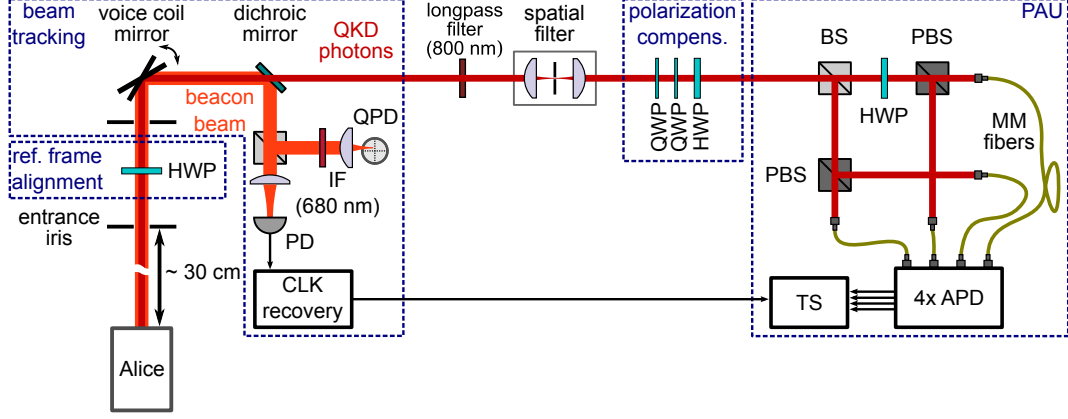 beam
tracking
voice coil
mirror
dichroic
mirror
QKD
photons
longpass
filter
(800 nm)
spatial
filter
polarization
compens.
PAU
BS
PBS
beacon
beam
QPD
HWP
MM
fibers
ref. frame
alignment
HWP
IF
(680 nm)
QWP
QWP
HWP
PBS
entrance
iris
PD
~ 30 cm
CLK
recovery
TS
4x APD
Alice